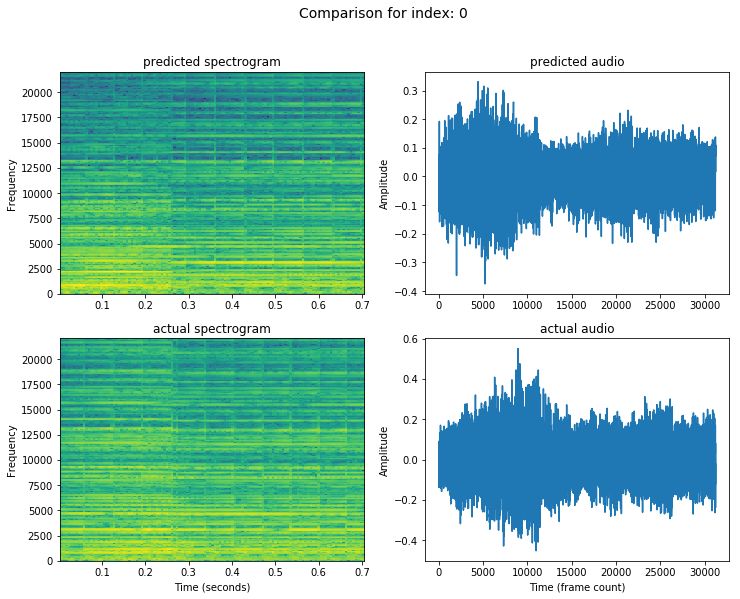 Comparison for index: 0
predicted spectrogram
predicted audio
Frequency
20000
17500
15000
12500
10000
7500
5000
2500
0
0.1 0.2 0.3 0.4 0.5 0.6 0.7
Amplitude
0.3
0.2
0.1
0.0
−0.1
−0.2
−0.3
−0.4
0 5000 10000 15000 20000 25000 30000
actual spectrogram
actual audio
Frequency
20000
17500
15000
12500
10000
7500
5000
2500
0
0.1 0.2 0.3 0.4 0.5 0.6 0.7
Time (seconds)
Amplitude
0.6
0.4
0.2
0.0
−0.2
−0.4
0 5000 10000 15000 20000 25000 30000
Time (frame count)